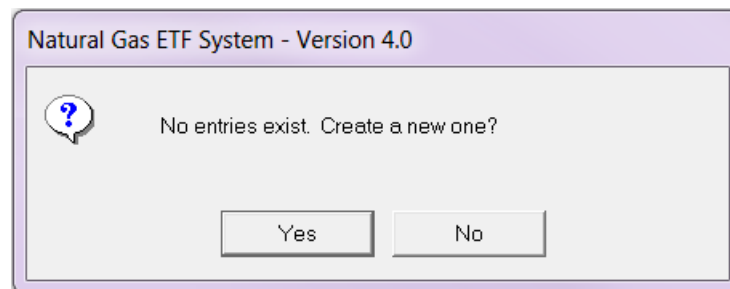 Natural Gas ETF System - Version 4.0
?
No entries exist. Create a new one?
Yes
No